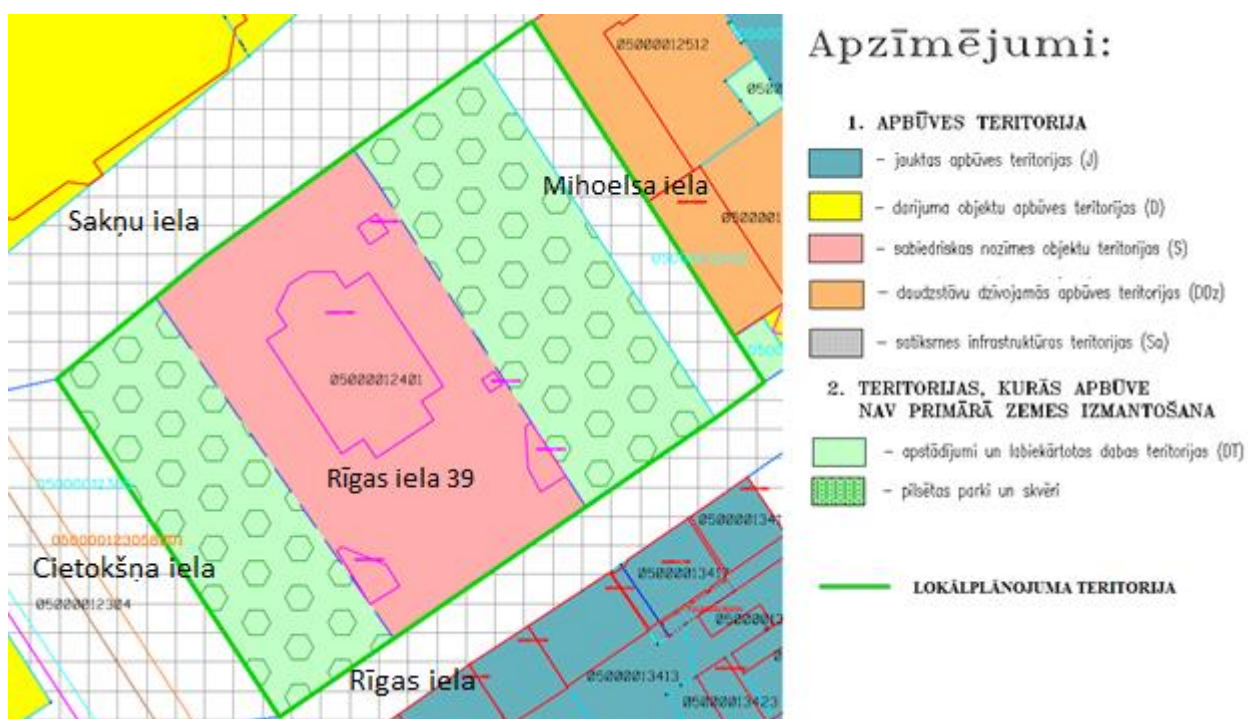 Apzīmējumi:
1. APBŪVES TERITORIJA
- jauktas apbūves teritorijas (J)
- darījuma objektu apbūves teritorijas (D)
- sabiedriskas nozīmes objektu teritorijas (S)
- daudzstāvu dzīvojamās apbūves teritorijas (DDz)
- satiksmes infrastruktūras teritorijas (Sa)
2. TERITORIJAS, KURĀS APBŪVE
NAV PRIMĀRĀ ZEMES IZMANTOŠANA
- apstādījumi un labiekārtotas dabas teritorijas (DT)
- pilsētas parki un skvēri
LOKĀLPLĀNOJUMA TERITORIJA
05000012512
Mihoelsa iela
Sakņu iela
05000012401
Rīgas iela 39
Cietokšņa iela
05000012304
05000013417
Rīgas iela
05000013413
05000013423